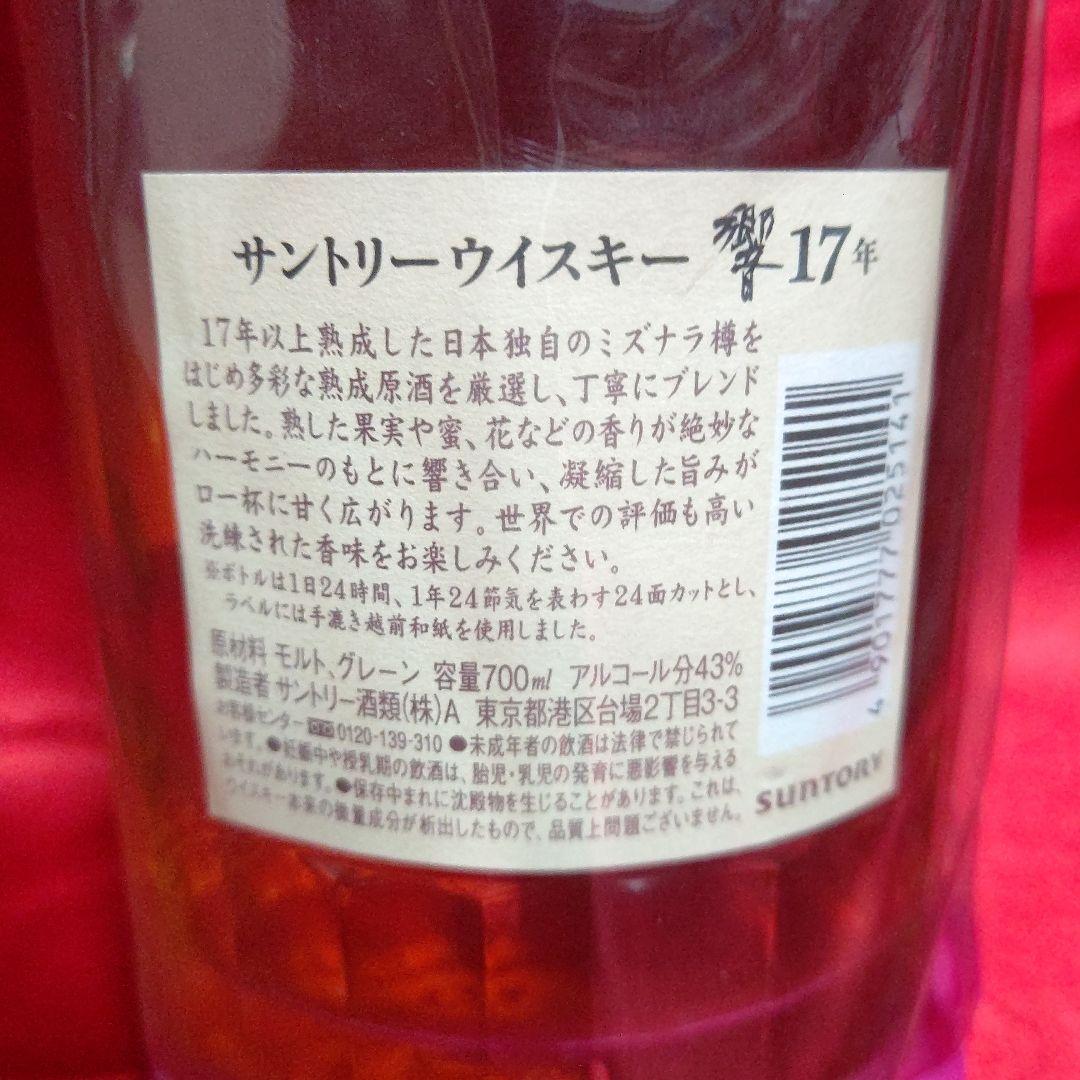 サントリーウイスキー 響 17年
17年以上熟成した日本独自のミズナラ樽を
はじめ多彩な熟成原酒を厳選し、丁寧にブレンド
しました。熟した果実や蜜、花などの香りが絶妙な
ハーモニーのもとに響き合い、凝縮した旨みが
口一杯に甘く広がります。世界での評価も高い
洗練された香味をお楽しみください。
※ボトルは1日24時間、1年24節気を表わす24面カットとし、
ラベルには手漉き越前和紙を使用しました。
原材料 モルト、グレーン 容量700ml アルコール分43%
製造者 サントリー酒類(株)A 東京都港区台場2丁目3-3
お客様センター 0120-139-310 ●未成年者の飲酒は法律で禁じられて
います。●妊娠中や授乳期の飲酒は、胎児・乳児の発育に悪影響を与える
おそれがあります。●保存中まれに沈殿物を生じることがあります。これは、
ウイスキー本来の微量成分が析出したもので、品質上問題ございません。
4 901777 025141
SUNTORY